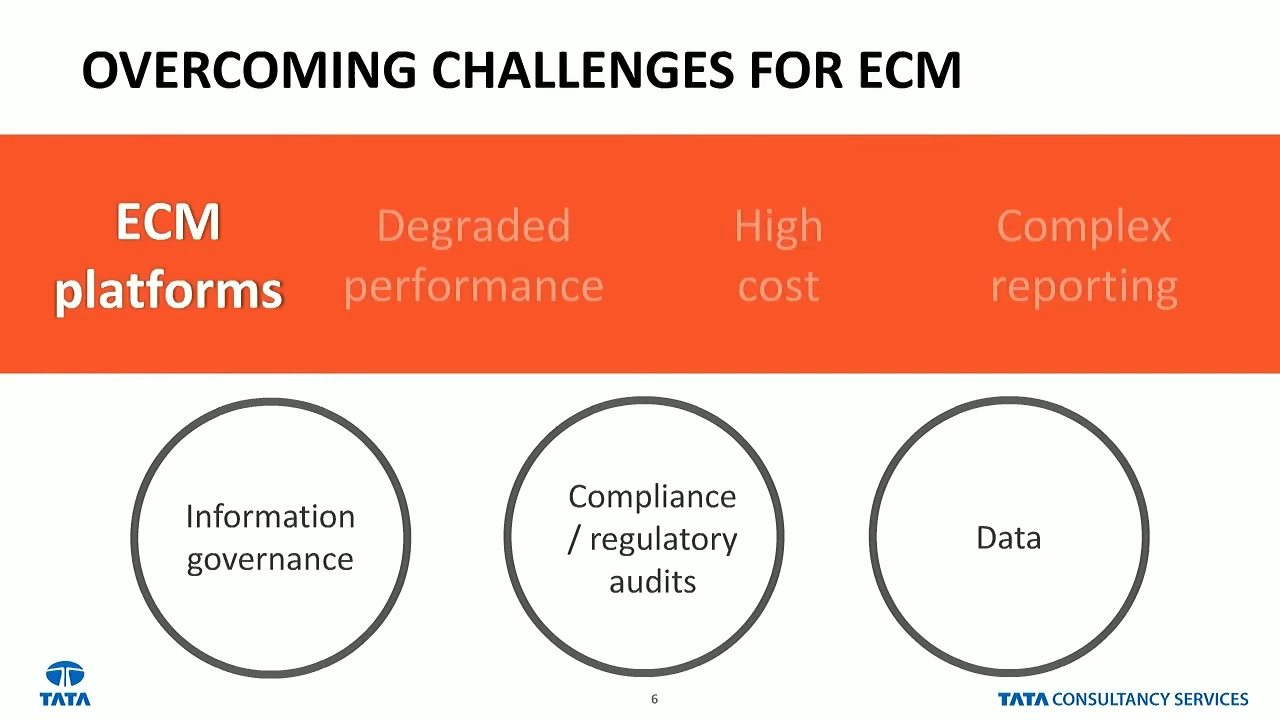 OVERCOMING CHALLENGES FOR ECM
ECM
platforms
Degraded
performance
High
cost
Complex
reporting
Information
governance
Compliance
/ regulatory
audits
Data
TATA
6
TATA CONSULTANCY SERVICES